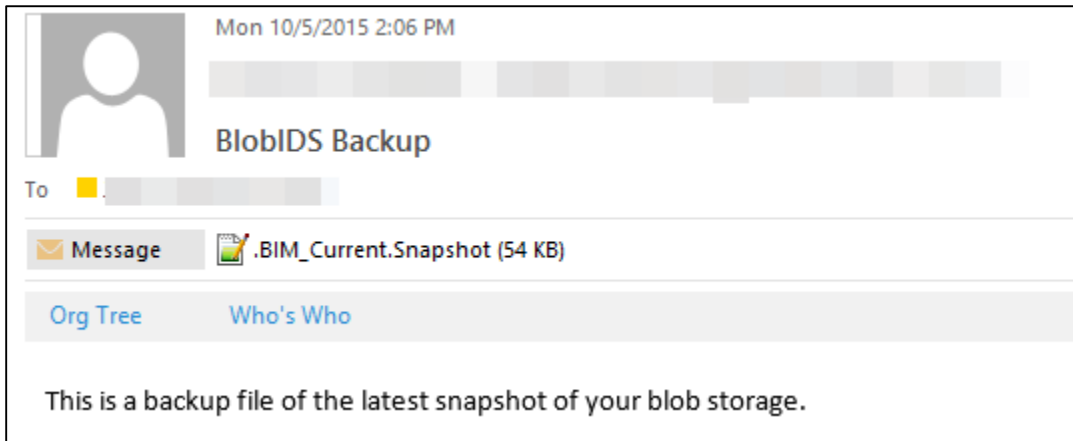 Mon 10/5/2015 2:06 PM
BlobIDS Backup
To
Message .BIM_Current.Snapshot (54 KB)
Org Tree Who's Who
This is a backup file of the latest snapshot of your blob storage.